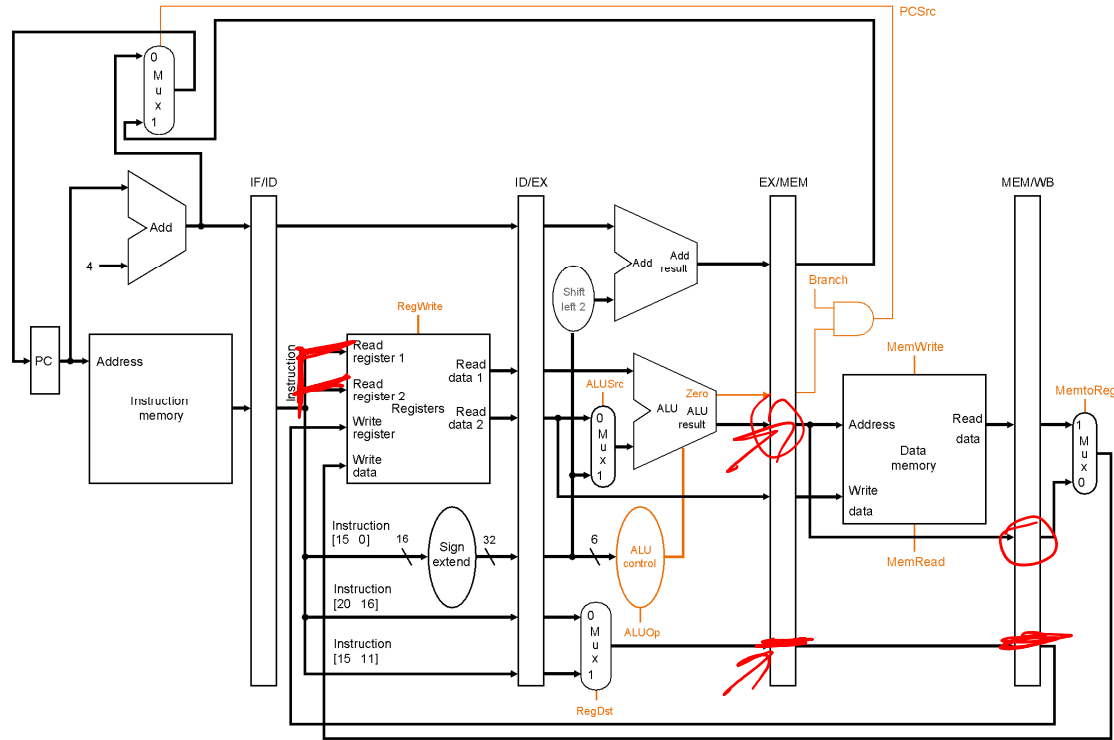 PCSrc
0
M
u
x
1
IF/ID
ID/EX
EX/MEM
MEM/WB
Add
4
Add
Add
result
Shift
left 2
Branch
RegWrite
MemWrite
MemtoReg
PC
Address
Instruction
memory
Instruction
Read
register 1
Read
register 2
Write
register
Write
data
Registers
Read
data 1
Read
data 2
ALUSrc
0
M
u
x
1
Zero
ALU
ALU
result
Address
Data
memory
Read
data
Write
data
MemRead
1
M
u
x
0
Instruction
[15 0]
16
Sign
extend
32
6
ALU
control
ALUOp
Instruction
[20 16]
Instruction
[15 11]
0
M
u
x
1
RegDst